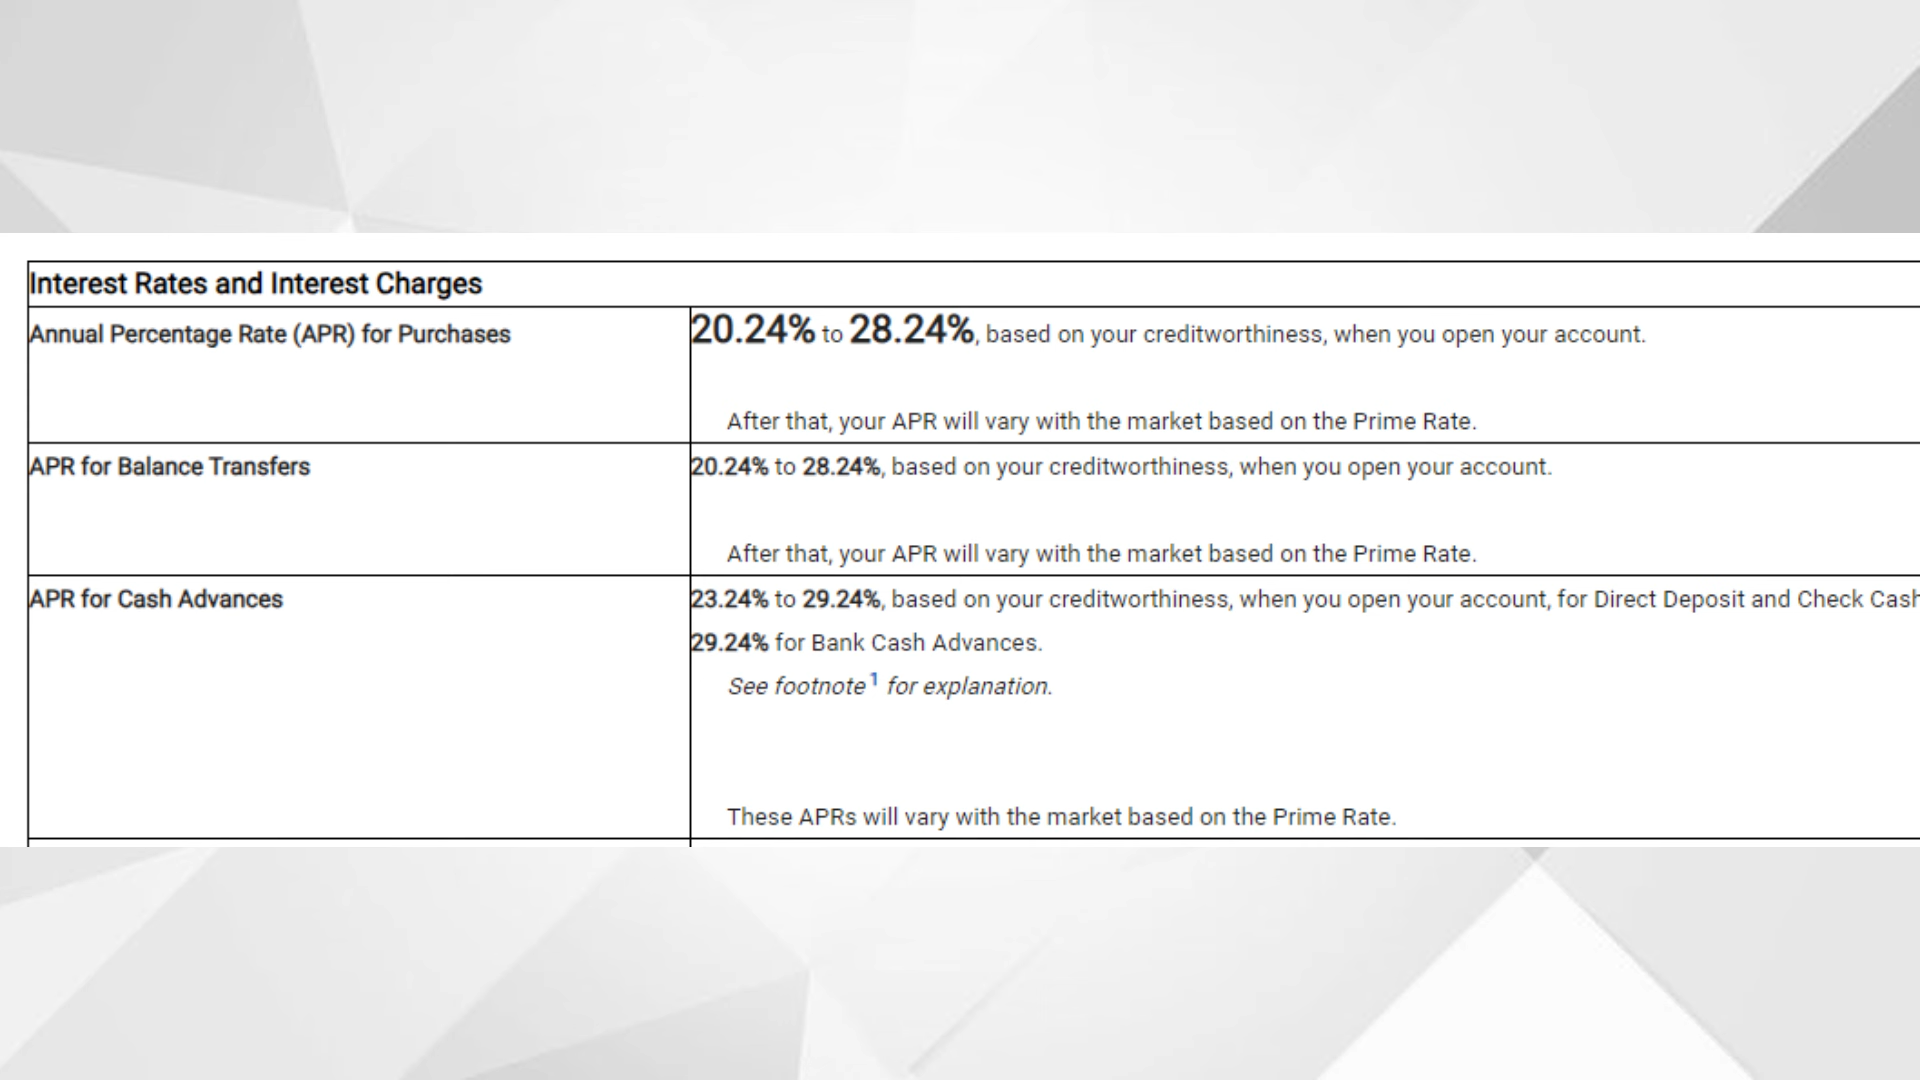 Interest Rates and Interest Charges
Annual Percentage Rate (APR) for Purchases
20.24% to 28.24%, based on your creditworthiness, when you open your account.
After that, your APR will vary with the market based on the Prime Rate.
APR for Balance Transfers
20.24% to 28.24%, based on your creditworthiness, when you open your account.
After that, your APR will vary with the market based on the Prime Rate.
APR for Cash Advances
23.24% to 29.24%, based on your creditworthiness, when you open your account, for Direct Deposit and Check Cash
29.24% for Bank Cash Advances.
See footnote 1 for explanation.
These APRs will vary with the market based on the Prime Rate.